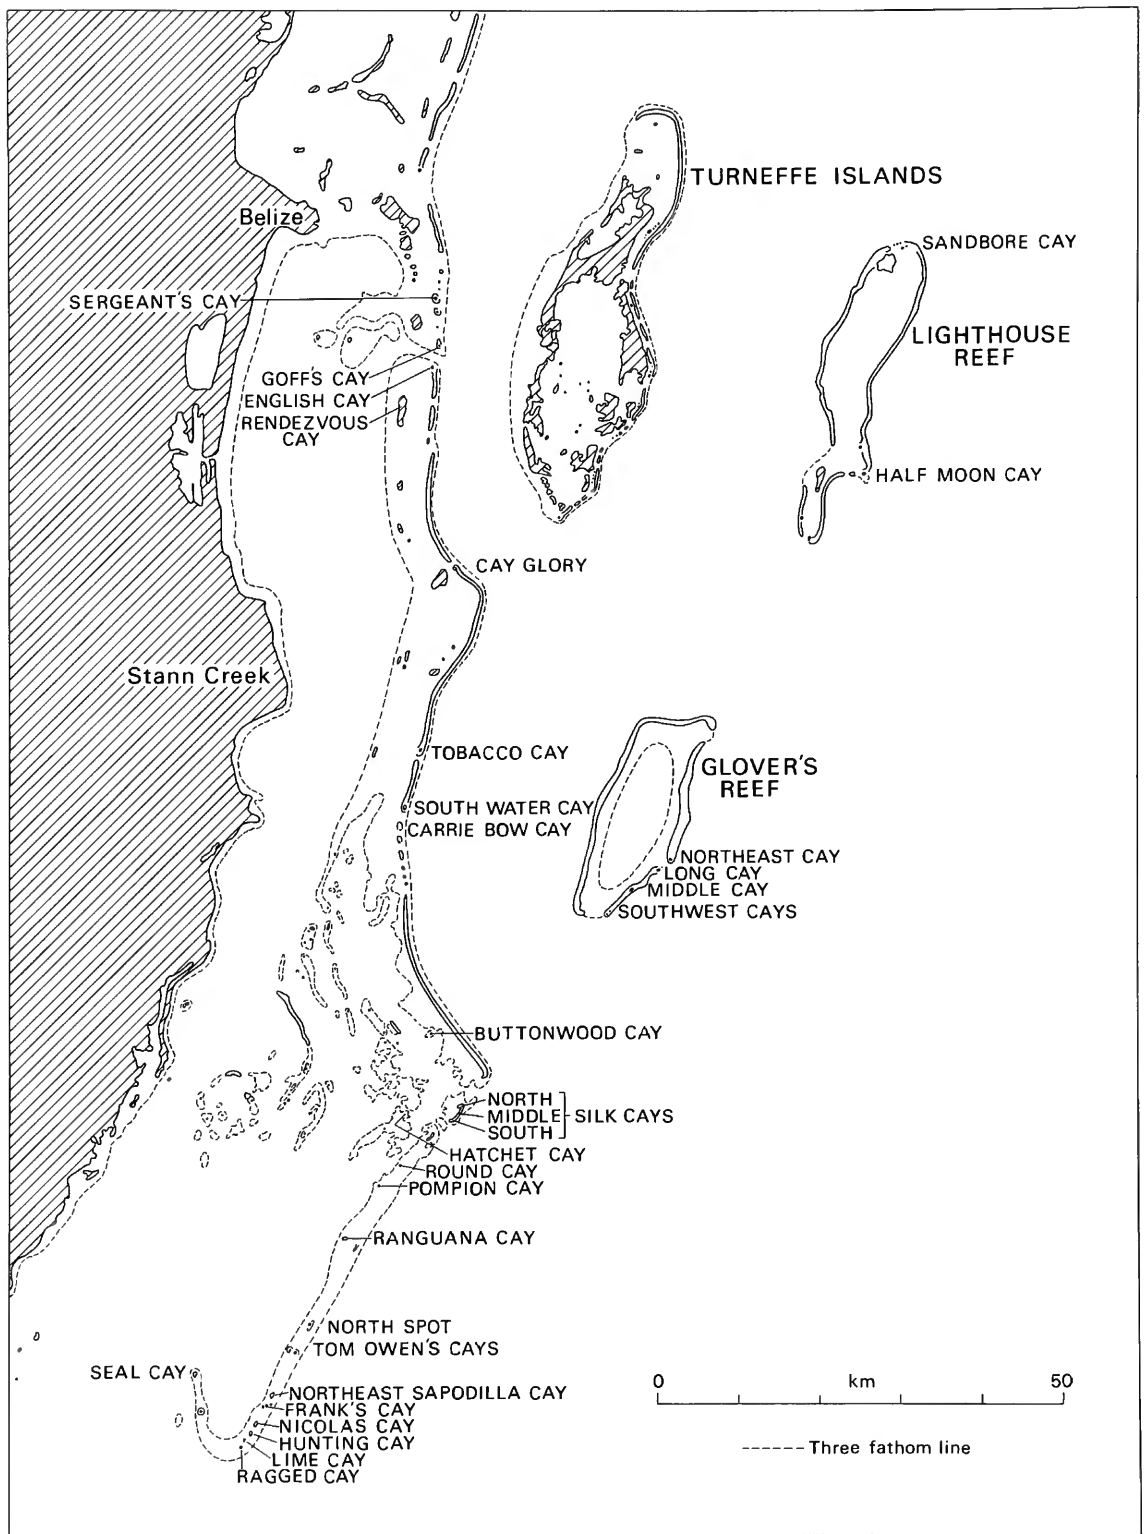 TURNEFFE ISLANDS
Belize
SANDBORE CAY
SERGEANT'S CAY
LIGHTHOUSE
REEF
GOFF'S CAY
ENGLISH CAY
RENDEZVOUS
CAY
HALF MOON CAY
CAY GLORY
Stann Creek
TOBACCO CAY
GLOVER'S
REEF
SOUTH WATER CAY
CARRIE BOW CAY
NORTHEAST CAY
LONG CAY
MIDDLE CAY
SOUTHWEST CAYS
BUTTONWOOD CAY
NORTH
MIDDLE SILK CAYS
SOUTH
HATCHET CAY
ROUND CAY
POMPION CAY
RANGUANA CAY
NORTH SPOT
TOM OWEN'S CAYS
SEAL CAY
0 km 50
NORTHEAST SAPODILLA CAY
FRANK'S CAY
NICOLAS CAY
HUNTING CAY
LIME CAY
RAGGED CAY
Three fathom line